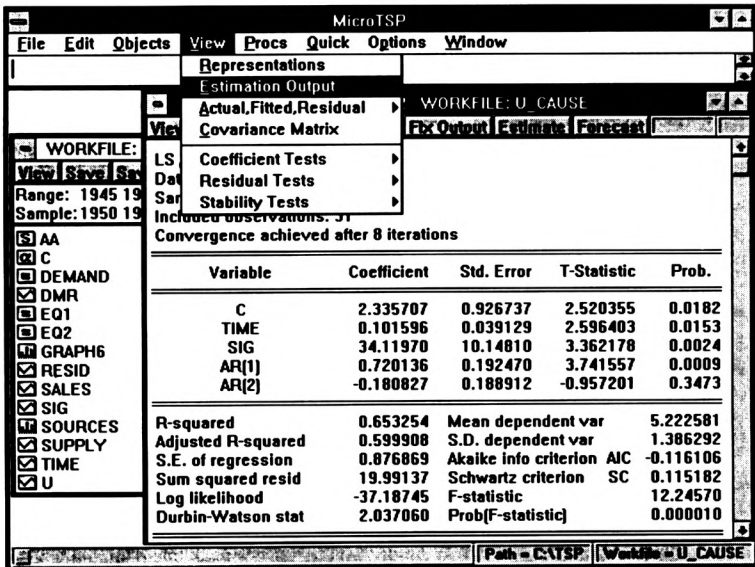 MicroTSP
File Edit Objects View Procs Quick Options Window
Representations
Estimation Output
Actual,Fitted,Residual
Covariance Matrix
Coefficient Tests
Residual Tests
Stability Tests
WORKFILE: U_CAUSE
View Fix Output Estimate Forecast
LS
Dat
Sam
Included observations: 31
Convergence achieved after 8 iterations
Variable Coefficient Std. Error T-Statistic Prob.
C 2.335707 0.926737 2.520355 0.0182
TIME 0.101596 0.039129 2.596403 0.0153
SIG 34.11970 10.14810 3.362178 0.0024
AR(1) 0.720136 0.192470 3.741557 0.0009
AR(2) -0.180827 0.188912 -0.957201 0.3473
R-squared 0.653254 Mean dependent var 5.222581
Adjusted R-squared 0.599908 S.D. dependent var 1.386292
S.E. of regression 0.876869 Akaike info criterion AIC -0.116106
Sum squared resid 19.99137 Schwartz criterion SC 0.115182
Log likelihood -37.18745 F-statistic 12.24570
Durbin-Watson stat 2.037060 Prob(F-statistic) 0.000010
WORKFILE:
View Save Sav
Range: 1945 19
Sample: 1950 19
S AA
C
DEMAND
DMR
EQ1
EQ2
GRAPH6
RESID
SALES
SIG
SOURCES
SUPPLY
TIME
U
Path = C:\TSP Workfile = U_CAUSE